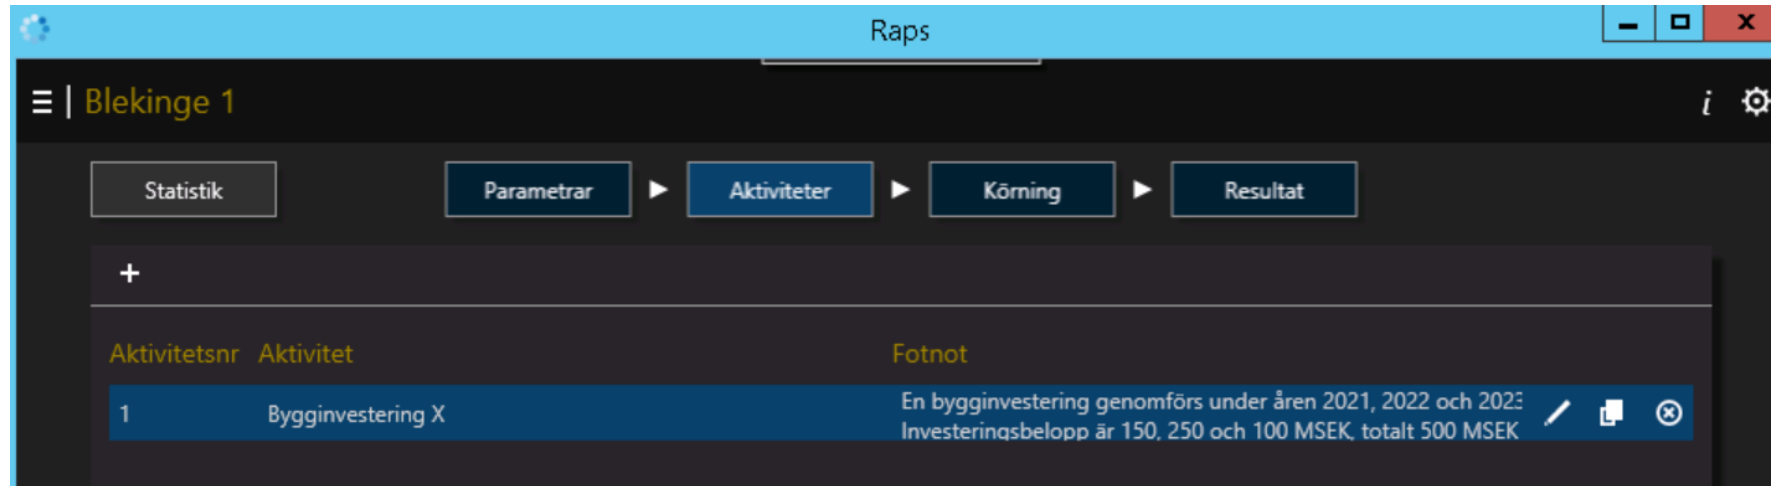 Raps
Blekinge 1
i
Statistik
Parametrar
Aktiviteter
Körning
Resultat
+
Aktivitetsnr Aktivitet Fotnot
1 Bygginvestering X
En bygginvestering genomförs under åren 2021, 2022 och 2023
Investeringsbelopp är 150, 250 och 100 MSEK, totalt 500 MSEK